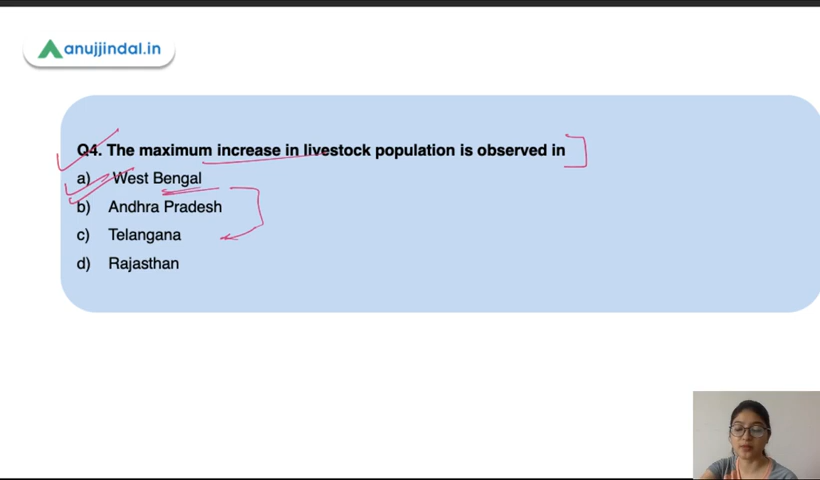 anujjindal.in
Q4. The maximum increase in livestock population is observed in
a) West Bengal
b) Andhra Pradesh
c) Telangana
d) Rajasthan